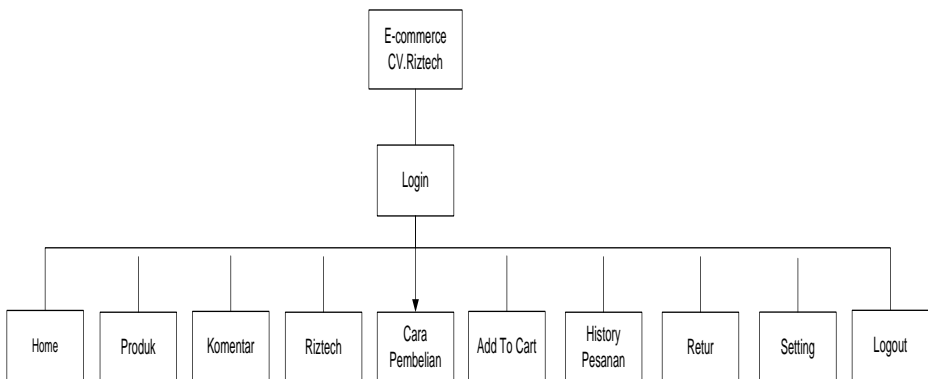 E-commerce
CV.Riztech
Login
Home
Produk
Komentar
Riztech
Cara
Pembelian
Add To Cart
History
Pesanan
Retur
Setting
Logout